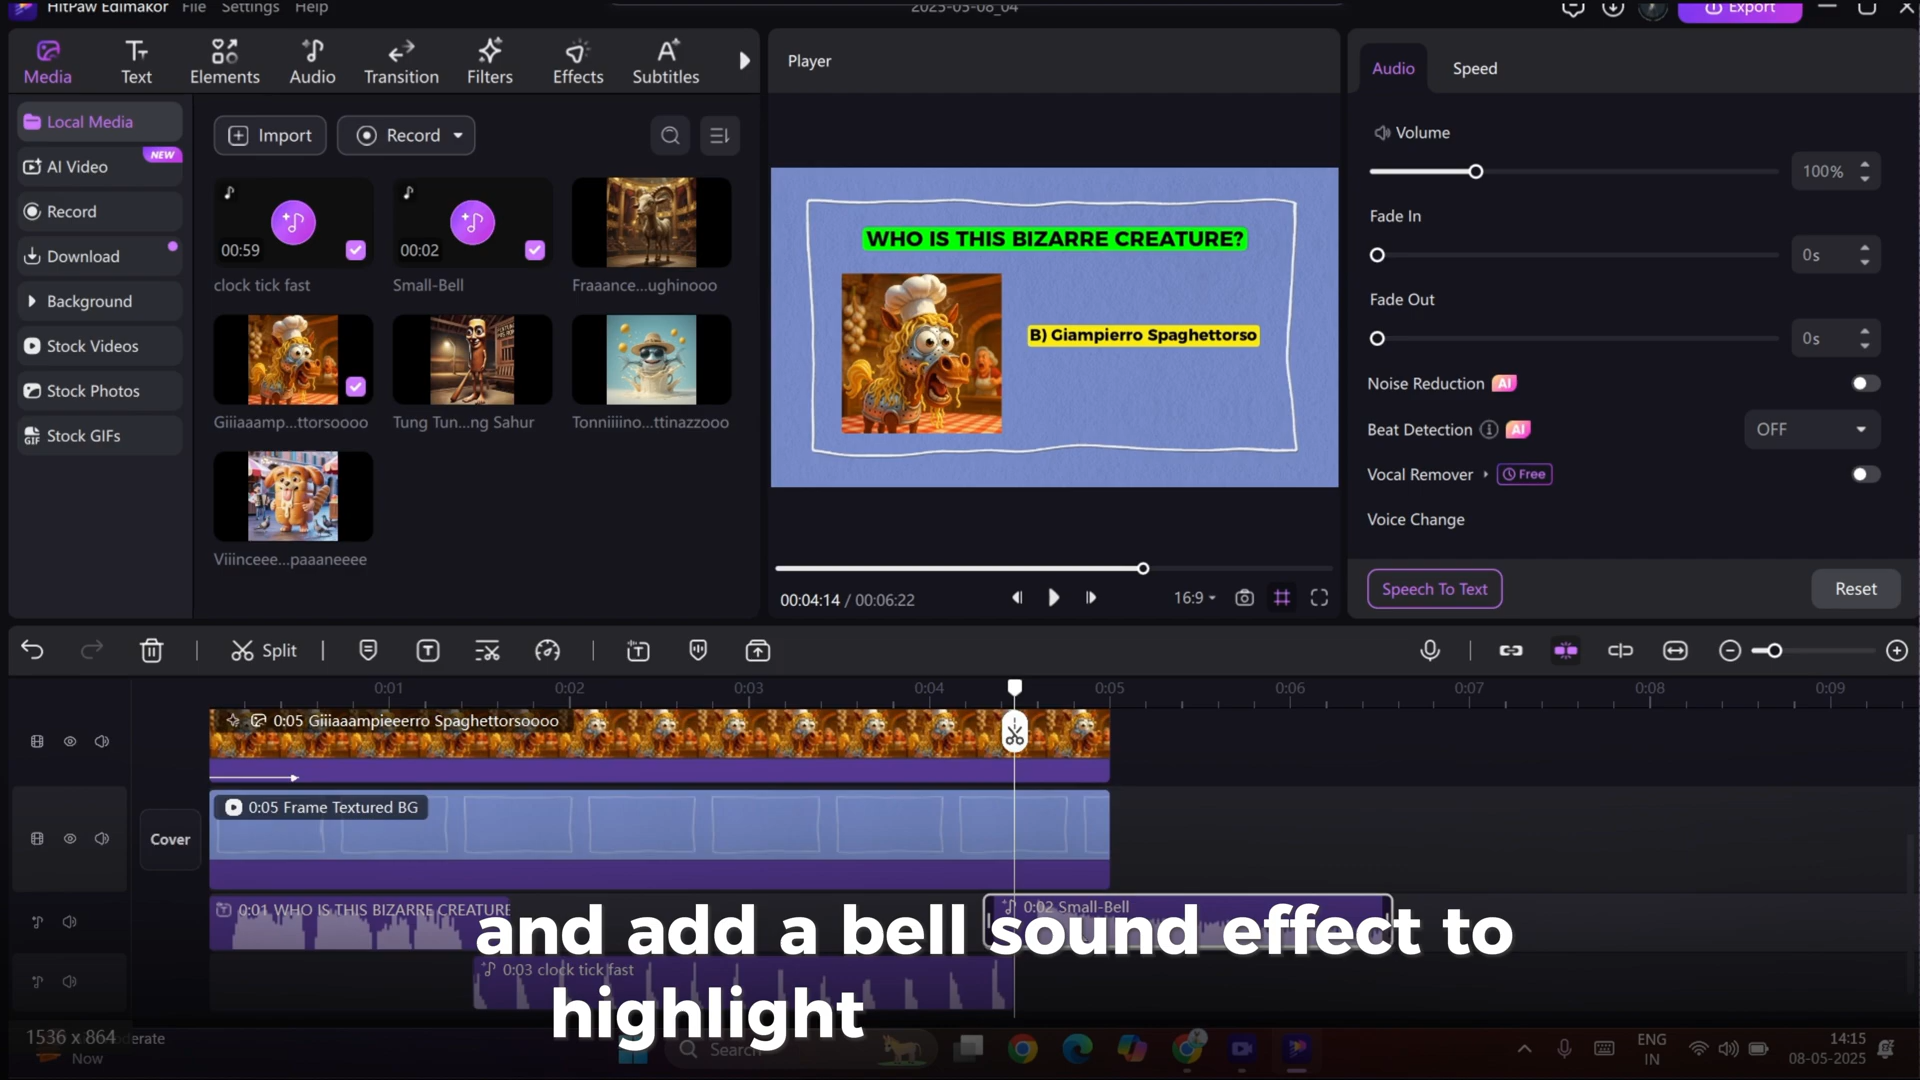 HitPaw Edimakor
File
Settings
Help
2025-05-08_04
Export
Media
Text
Elements
Audio
Transition
Filters
Effects
Subtitles
Player
Audio
Speed
Local Media
AI Video
NEW
Record
Download
Background
Stock Videos
Stock Photos
Stock GIFs
Import
Record
00:59
clock tick fast
00:02
Small-Bell
Fraaance...ughinooo
Giiiaaamp...ttorsoooo
Tung Tun...ng Sahur
Tonniiiino...ttinazzooo
Viiinceee...paaaneeee
WHO IS THIS BIZARRE CREATURE?
B) Giampierro Spaghettorso
00:04:14 / 00:06:22
16:9
Volume
100%
Fade In
0s
Fade Out
0s
Noise Reduction AI
Beat Detection AI
OFF
Vocal Remover
Free
Voice Change
Speech To Text
Reset
Split
0:01
0:02
0:03
0:04
0:05
0:06
0:07
0:08
0:09
0:05 Giiiaaampieeerro Spaghettorsoooo
Cover
0:05 Frame Textured BG
0:01 WHO IS THIS BIZARRE CREATURE
0:02 Small-Bell
0:03 clock tick fast
and add a bell sound effect to
highlight
1536 x 864
Now
Search
ENG
IN
14:15
08-05-2025